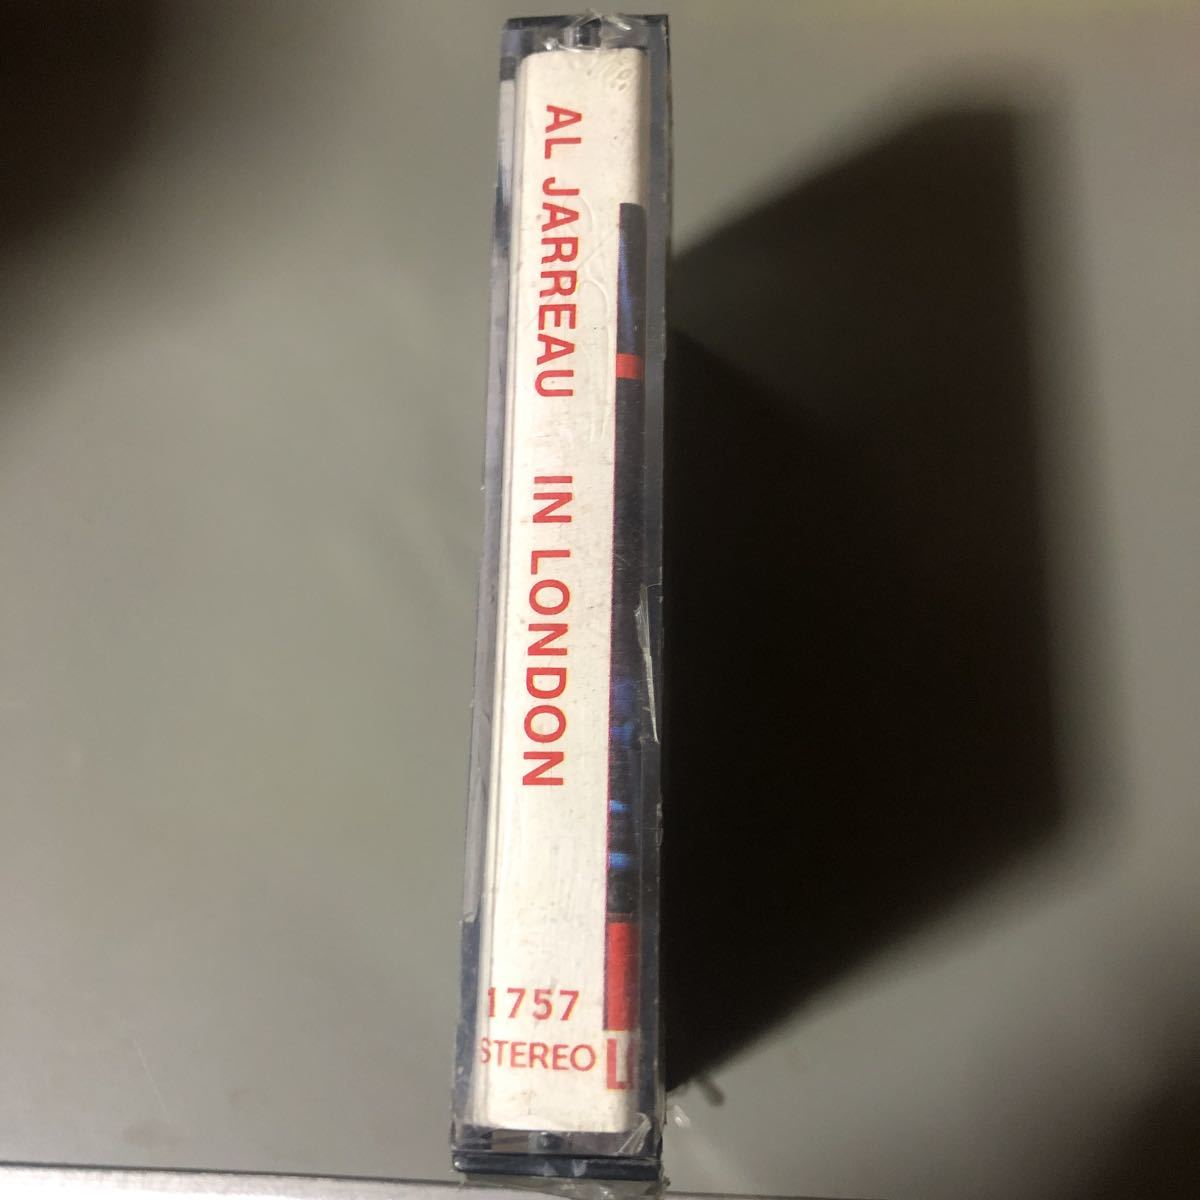 AL JARREAU IN LONDON
1757
STEREO